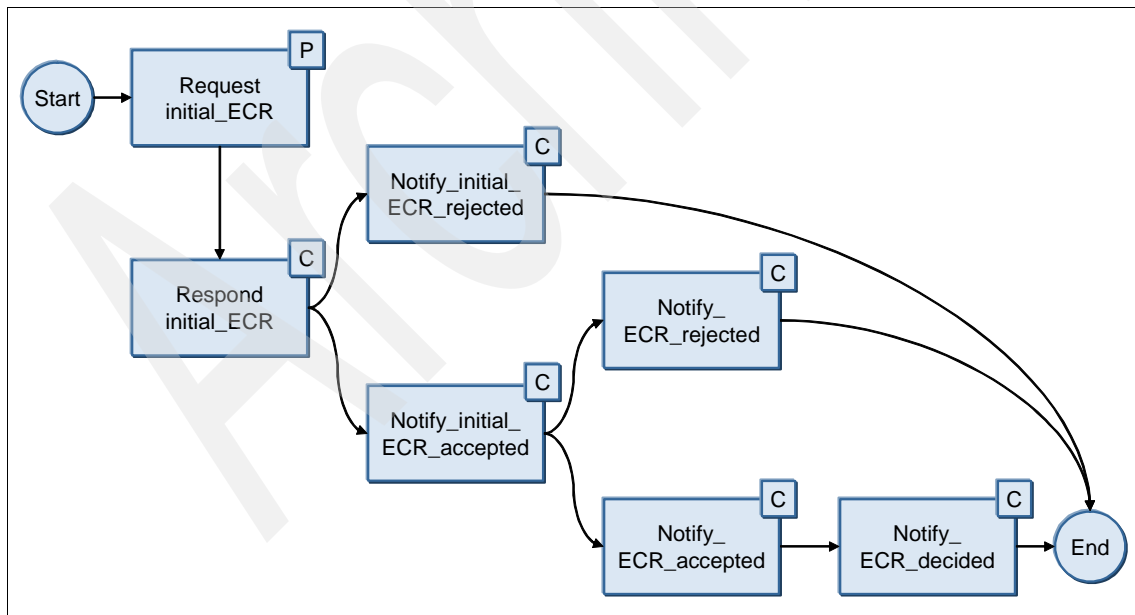 Start
P
Request
initial_ECR
C
Notify_initial_
ECR_rejected
C
Respond
initial_ECR
C
Notify_
ECR_rejected
C
Notify_initial_
ECR_accepted
C
Notify_
ECR_accepted
C
Notify_
ECR_decided
End